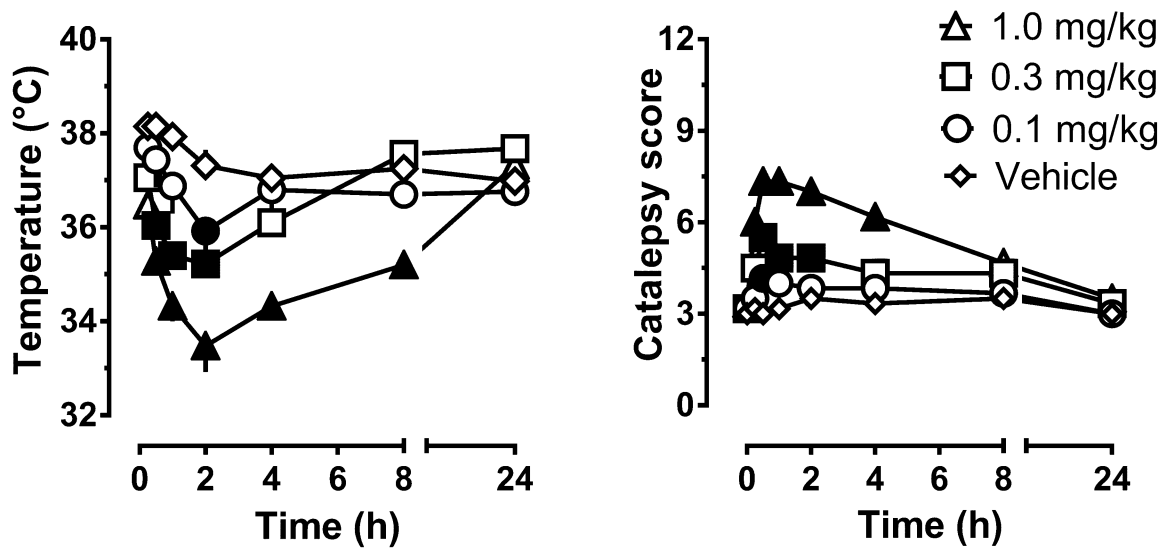 Temperature (°C)
40
38
36
34
32
0 2 4 6 8 24
Time (h)
Catalepsy score
12
9
6
3
0
0 2 4 6 8 24
Time (h)
1.0 mg/kg
0.3 mg/kg
0.1 mg/kg
Vehicle